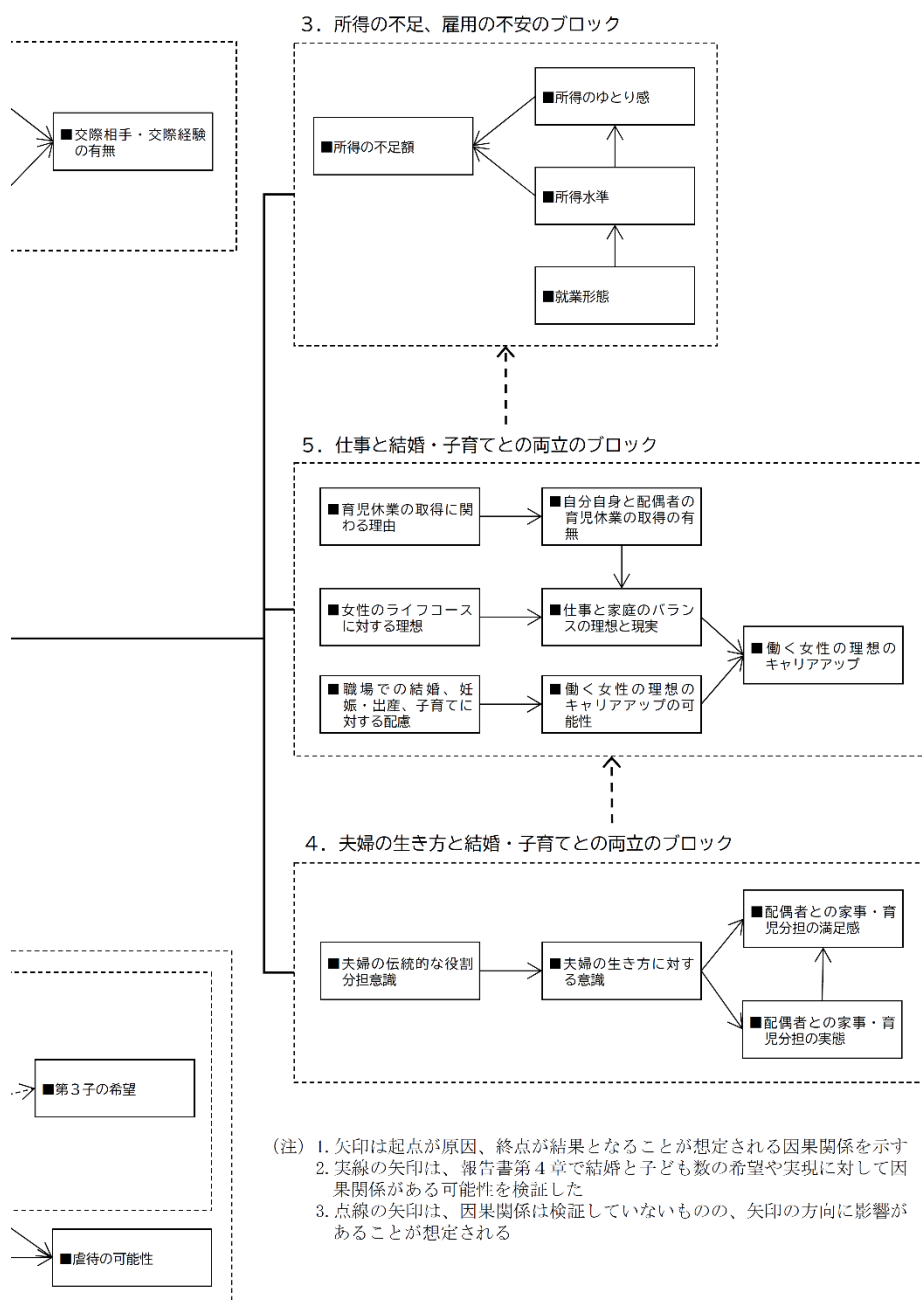 3．所得の不足、雇用の不安のブロック
■交際相手・交際経験
の有無
■所得のゆとり感
■所得の不足額
■所得水準
■就業形態
5．仕事と結婚・子育てとの両立のブロック
■育児休業の取得に関
わる理由
■自分自身と配偶者の
育児休業の取得の有
無
■女性のライフコース
に対する理想
■仕事と家庭のバラン
スの理想と現実
■働く女性の理想の
キャリアアップ
■職場での結婚、妊
娠・出産、子育てに
対する配慮
■働く女性の理想の
キャリアアップの可
能性
4．夫婦の生き方と結婚・子育てとの両立のブロック
■配偶者との家事・育
児分担の満足感
■夫婦の伝統的な役割
分担意識
■夫婦の生き方に対す
る意識
■配偶者との家事・育
児分担の実態
■第3子の希望
■虐待の可能性
（注）1. 矢印は起点が原因、終点が結果となることが想定される因果関係を示す
2. 実線の矢印は、報告書第4章で結婚と子ども数の希望や実現に対して因
果関係がある可能性を検証した
3. 点線の矢印は、因果関係は検証していないものの、矢印の方向に影響が
あることが想定される